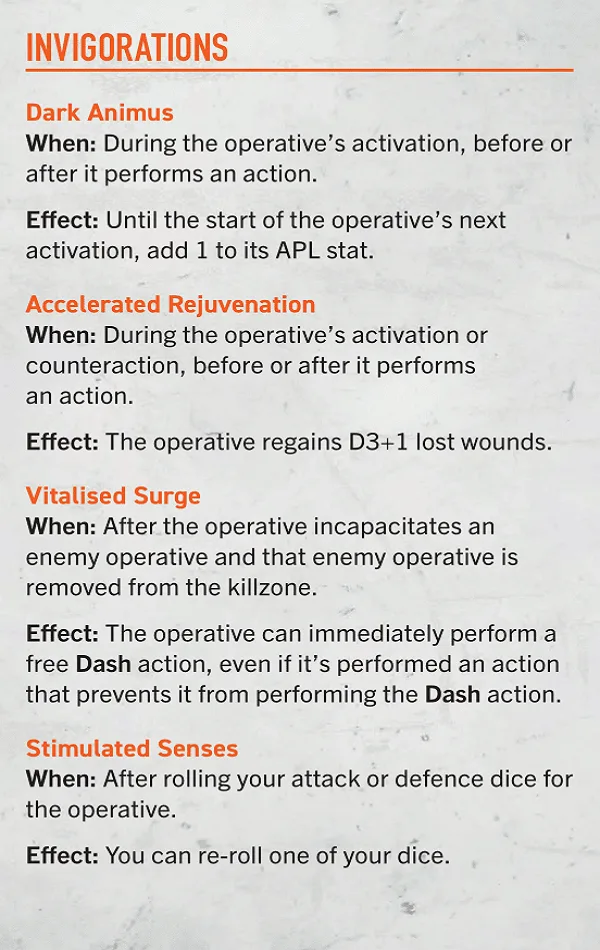 INVIGORATIONS
Dark Animus
When: During the operative’s activation, before or
after it performs an action.
Effect: Until the start of the operative’s next
activation, add 1 to its APL stat.
Accelerated Rejuvenation
When: During the operative’s activation or
counteraction, before or after it performs
an action.
Effect: The operative regains D3+1 lost wounds.
Vitalised Surge
When: After the operative incapacitates an
enemy operative and that enemy operative is
removed from the killzone.
Effect: The operative can immediately perform a
free Dash action, even if it’s performed an action
that prevents it from performing the Dash action.
Stimulated Senses
When: After rolling your attack or defence dice for
the operative.
Effect: You can re-roll one of your dice.